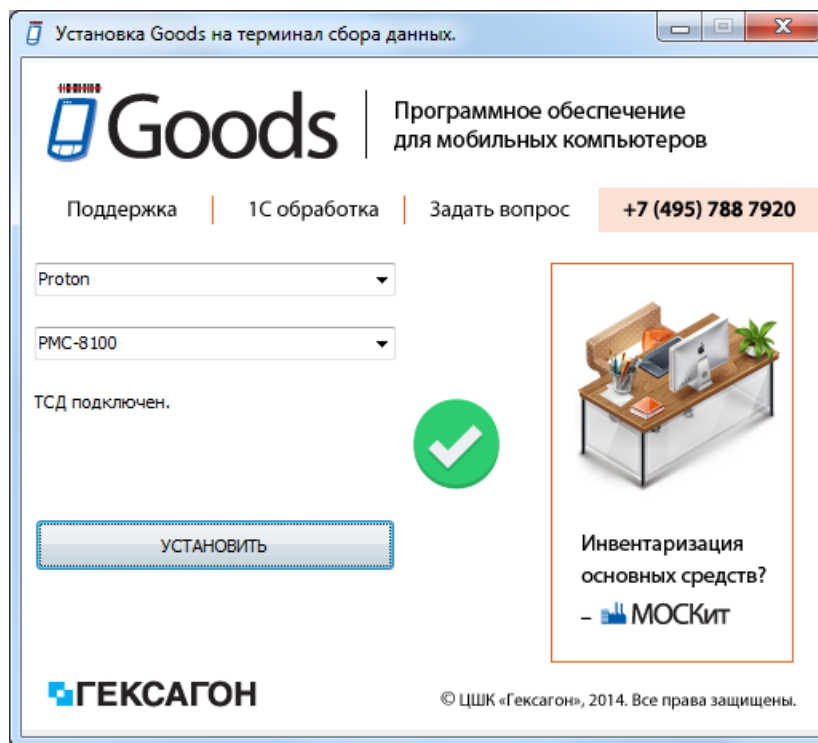 Установка Goods на терминал сбора данных.
Goods
Программное обеспечение
для мобильных компьютеров
Поддержка
1С обработка
Задать вопрос
+7 (495) 788 7920
Proton
PMC-8100
ТСД подключен.
УСТАНОВИТЬ
Инвентаризация
основных средств?
– МОСКит
ГЕКСАГОН
© ЦШК «Гексагон», 2014. Все права защищены.